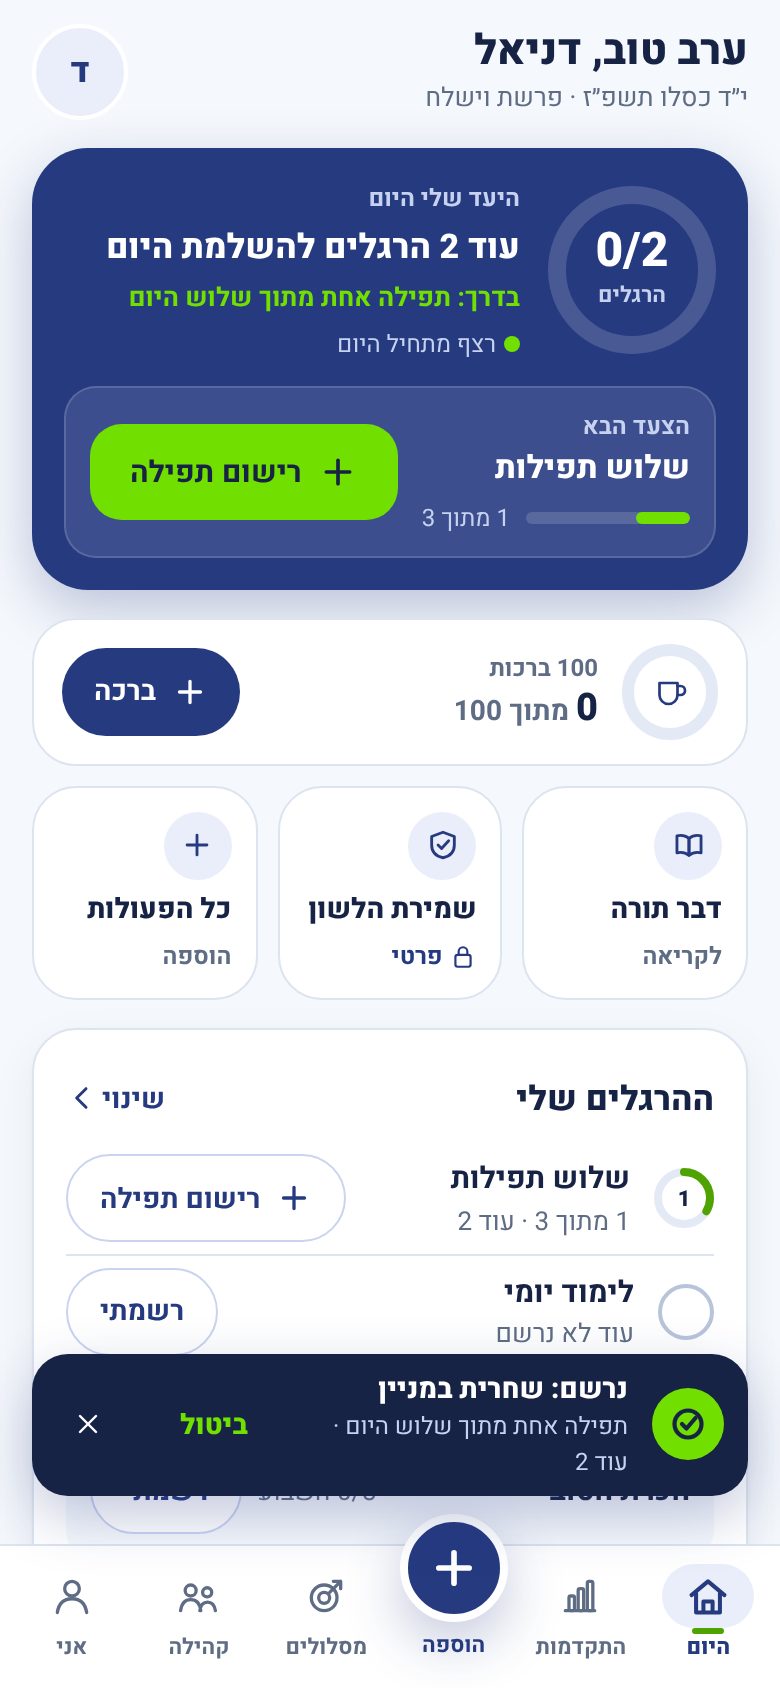 ערב טוב, דניאל
י״ד כסלו תשפ״ז · פרשת וישלח
ד
היעד שלי היום
עוד 2 הרגלים להשלמת היום
בדרך: תפילה אחת מתוך שלוש היום
רצף מתחיל היום
0/2
הרגלים
הצעד הבא
שלוש תפילות
1 מתוך 3
רישום תפילה
100 ברכות
0 מתוך 100
ברכה
דבר תורה
לקריאה
שמירת הלשון
פרטי
כל הפעולות
הוספה
ההרגלים שלי
שינוי
1
שלוש תפילות
1 מתוך 3 · עוד 2
רישום תפילה
לימוד יומי
עוד לא נרשם
רשמתי
נרשם: שחרית במניין
תפילה אחת מתוך שלוש היום ·
עוד 2
ביטול
היום
התקדמות
הוספה
מסלולים
קהילה
אני